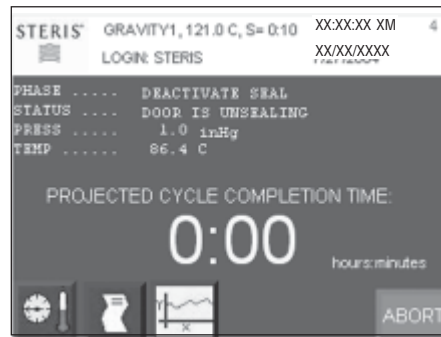 STERIS GRAVITY1, 121.0 C, S= 0:10 XX:XX:XX XM 4
LOGIN: STERIS XX/XX/XXXX
PHASE ..... DEACTIVATE SEAL
STATUS .... DOOR IS UNSEALING
PRESS ..... 1.0 inHg
TEMP ...... 86.4 C
PROJECTED CYCLE COMPLETION TIME:
0:00
hours:minutes
X
ABORT